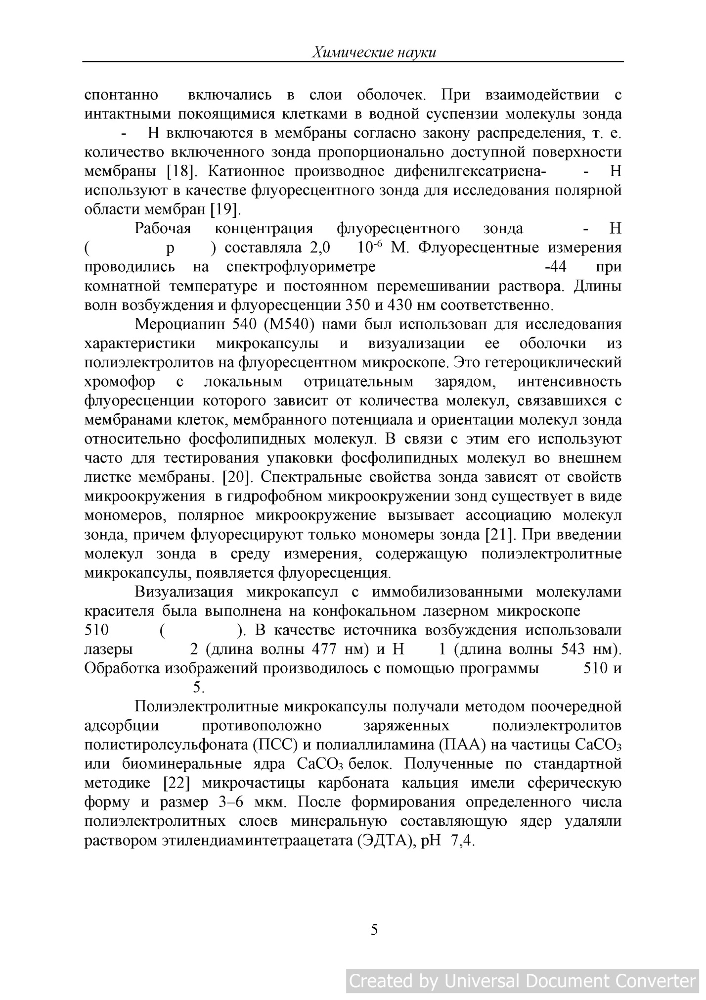 Химические науки
спонтанно включались в слои оболочек. При взаимодействии с
интактными покоящимися клетками в водной суспензии молекулы зонда
- Н включаются в мембраны согласно закону распределения, т. е.
количество включенного зонда пропорционально доступной поверхности
мембраны [18]. Катионное производное дифенилгексатриена- - Н
используют в качестве флуоресцентного зонда для исследования полярной
области мембран [19].
Рабочая концентрация флуоресцентного зонда - Н
( р ) составляла 2,0 10-6 М. Флуоресцентные измерения
проводились на спектрофлуориметре -44 при
комнатной температуре и постоянном перемешивании раствора. Длины
волн возбуждения и флуоресценции 350 и 430 нм соответственно.
Мероцианин 540 (М540) нами был использован для исследования
характеристики микрокапсулы и визуализации ее оболочки из
полиэлектролитов на флуоресцентном микроскопе. Это гетероциклический
хромофор с локальным отрицательным зарядом, интенсивность
флуоресценции которого зависит от количества молекул, связавшихся с
мембранами клеток, мембранного потенциала и ориентации молекул зонда
относительно фосфолипидных молекул. В связи с этим его используют
часто для тестирования упаковки фосфолипидных молекул во внешнем
листке мембраны. [20]. Спектральные свойства зонда зависят от свойств
микроокружения в гидрофобном микроокружении зонд существует в виде
мономеров, полярное микроокружение вызывает ассоциацию молекул
зонда, причем флуоресцируют только мономеры зонда [21]. При введении
молекул зонда в среду измерения, содержащую полиэлектролитные
микрокапсулы, появляется флуоресценция.
Визуализация микрокапсул с иммобилизованными молекулами
красителя была выполнена на конфокальном лазерном микроскопе
510 ( ). В качестве источника возбуждения использовали
лазеры 2 (длина волны 477 нм) и Н 1 (длина волны 543 нм).
Обработка изображений производилось с помощью программы 510 и
5.
Полиэлектролитные микрокапсулы получали методом поочередной
адсорбции противоположно заряженных полиэлектролитов
полистиролсульфоната (ПСС) и полиаллиламина (ПАА) на частицы CaCO3
или биоминеральные ядра CaCO3 белок. Полученные по стандартной
методике [22] микрочастицы карбоната кальция имели сферическую
форму и размер 3–6 мкм. После формирования определенного числа
полиэлектролитных слоев минеральную составляющую ядер удаляли
раствором этилендиаминтетраацетата (ЭДТА), рН 7,4.
5
Created by Universal Document Converter